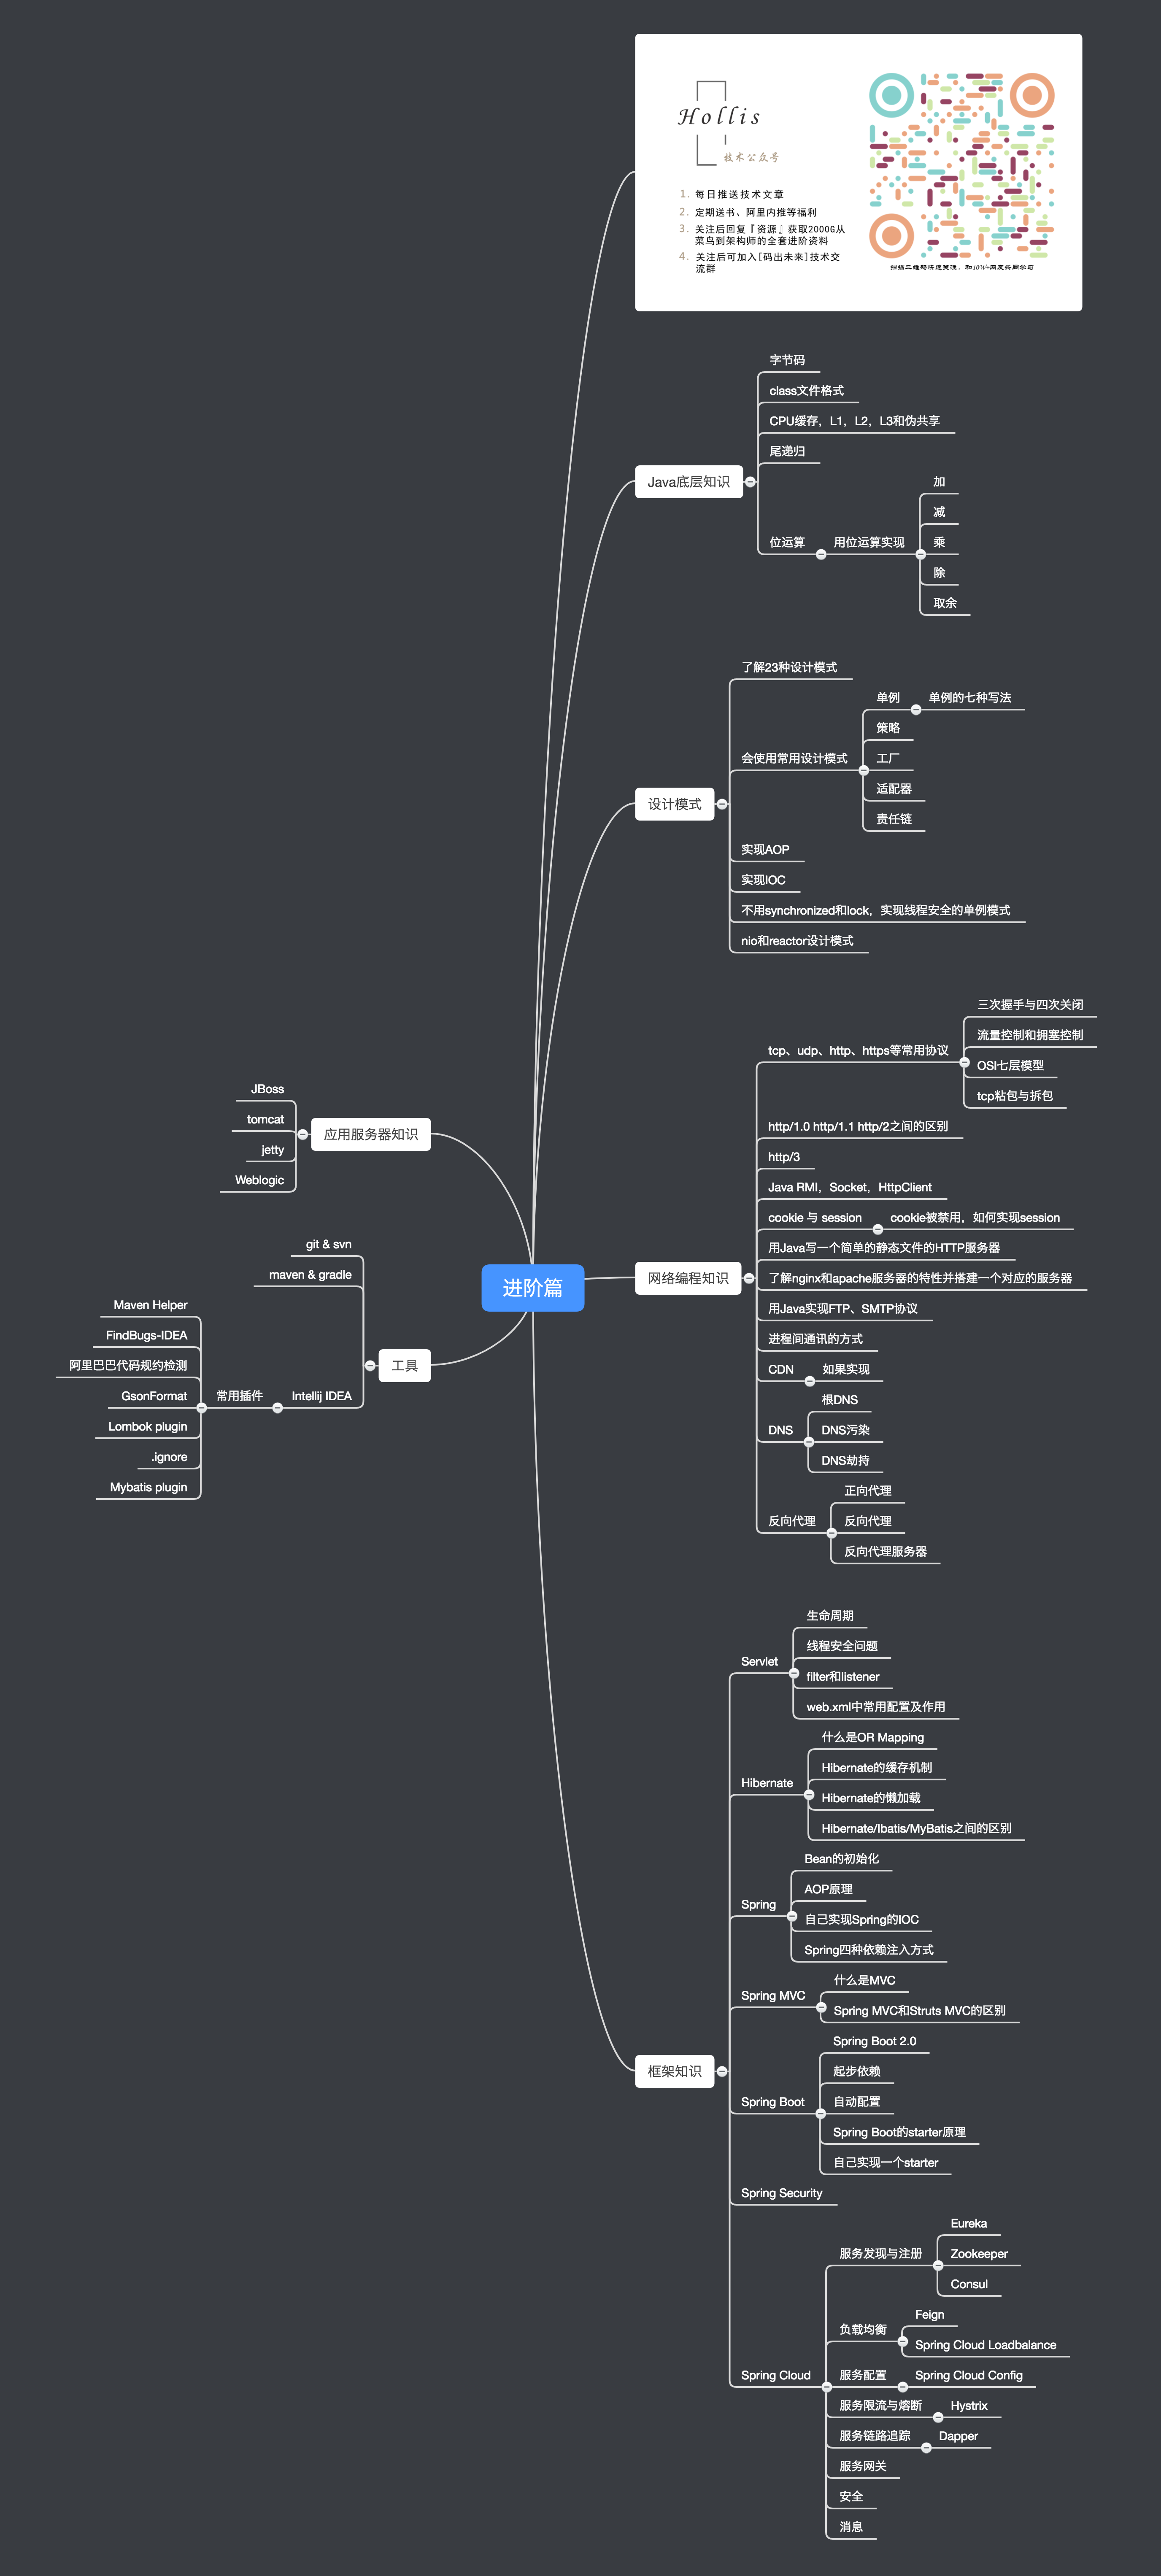 Hollis
技术公众号
1. 每日推送技术文章
2. 定期送书、阿里内推等福利
3. 关注后回复『资源』获取2000G从
菜鸟到架构师的全套进阶资料
4. 关注后可加入[码出未来]技术交
流群
扫描二维码快速关注，和10W+网友共同学习
字节码
class文件格式
CPU缓存，L1，L2，L3和伪共享
尾递归
Java底层知识
位运算
用位运算实现
加
减
乘
除
取余
了解23种设计模式
单例
单例的七种写法
策略
会使用常用设计模式
工厂
适配器
责任链
设计模式
实现AOP
实现IOC
不用synchronized和lock，实现线程安全的单例模式
nio和reactor设计模式
三次握手与四次关闭
流量控制和拥塞控制
tcp、udp、http、https等常用协议
OSI七层模型
tcp粘包与拆包
http/1.0 http/1.1 http/2之间的区别
http/3
Java RMI，Socket，HttpClient
cookie 与 session
cookie被禁用，如何实现session
用Java写一个简单的静态文件的HTTP服务器
网络编程知识
了解nginx和apache服务器的特性并搭建一个对应的服务器
用Java实现FTP、SMTP协议
进程间通讯的方式
CDN
如果实现
DNS
根DNS
DNS污染
DNS劫持
反向代理
正向代理
反向代理
反向代理服务器
JBoss
tomcat
jetty
Weblogic
应用服务器知识
进阶篇
git & svn
maven & gradle
工具
Maven Helper
FindBugs-IDEA
阿里巴巴代码规约检测
GsonFormat
常用插件
Intellij IDEA
Lombok plugin
.ignore
Mybatis plugin
生命周期
线程安全问题
Servlet
filter和listener
web.xml中常用配置及作用
什么是OR Mapping
Hibernate的缓存机制
Hibernate
Hibernate的懒加载
Hibernate/Ibatis/MyBatis之间的区别
Bean的初始化
AOP原理
Spring
自己实现Spring的IOC
Spring四种依赖注入方式
Spring MVC
什么是MVC
Spring MVC和Struts MVC的区别
框架知识
Spring Boot 2.0
起步依赖
Spring Boot
自动配置
Spring Boot的starter原理
自己实现一个starter
Spring Security
服务发现与注册
Eureka
Zookeeper
Consul
负载均衡
Feign
Spring Cloud Loadbalance
Spring Cloud
服务配置
Spring Cloud Config
服务限流与熔断
Hystrix
服务链路追踪
Dapper
服务网关
安全
消息